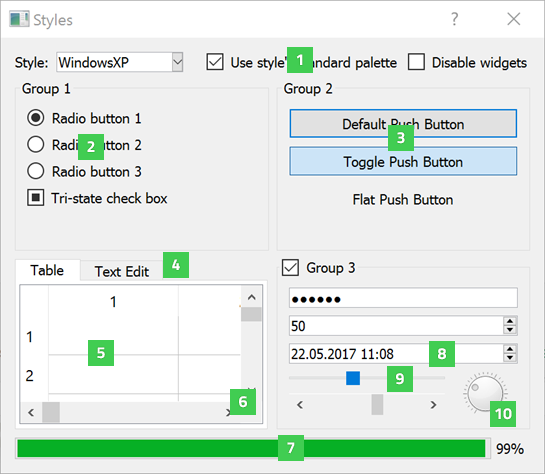 Styles
Style: WindowsXP Use style' 1 andard palette Disable widgets
Group 1
Radio button 1
Radio 2 button 2
Radio button 3
Tri-state check box
Group 2
Default Push Button
3
Toggle Push Button
Flat Push Button
Table Text Edit 4
1
1
5
2
6
Group 3
●●●●●●
50
22.05.2017 11:08 8
9
10
7 99%